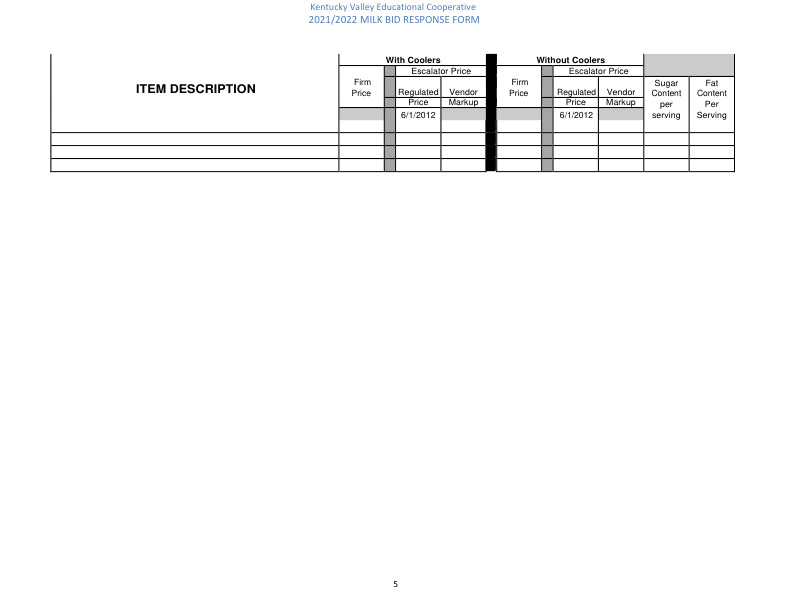 Kentucky Valley Educational Cooperative
2021/2022 MILK BID RESPONSE FORM
With Coolers Without Coolers
Escalator Price Escalator Price
ITEM DESCRIPTION
Firm Price
Regulated Price
Vendor Markup
Firm Price
Regulated Price
Vendor Markup
Sugar Content per serving
Fat Content Per Serving
6/1/2012 6/1/2012
5